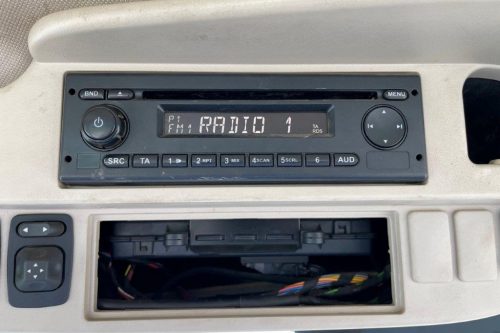 BND
MENU
PT
FM1 RADIO 1
TA
RDS
SRC TA 1 2 RPT 3 MIX 4 SCAN 5 SCRL 6 AUD